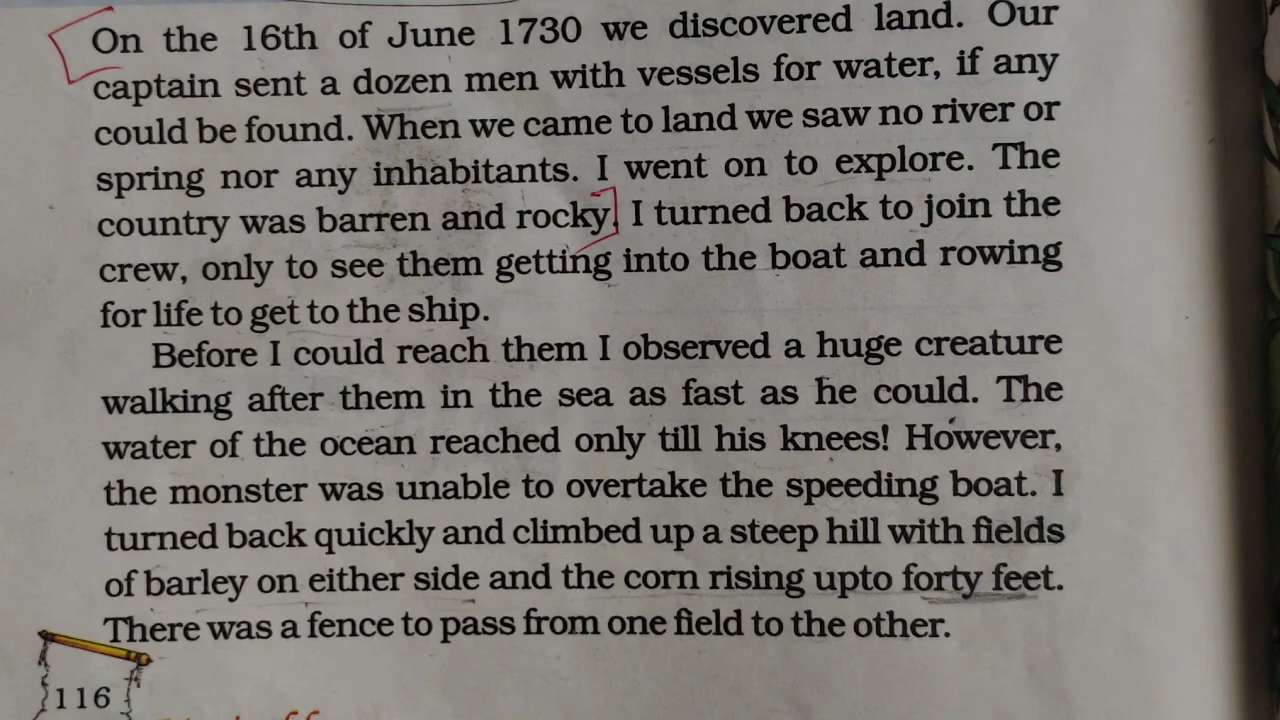 On the 16th of June 1730 we discovered land. Our
captain sent a dozen men with vessels for water, if any
could be found. When we came to land we saw no river or
spring nor any inhabitants. I went on to explore. The
country was barren and rocky. I turned back to join the
crew, only to see them getting into the boat and rowing
for life to get to the ship.
Before I could reach them I observed a huge creature
walking after them in the sea as fast as he could. The
water of the ocean reached only till his knees! However,
the monster was unable to overtake the speeding boat. I
turned back quickly and climbed up a steep hill with fields
of barley on either side and the corn rising upto forty feet.
There was a fence to pass from one field to the other.
116